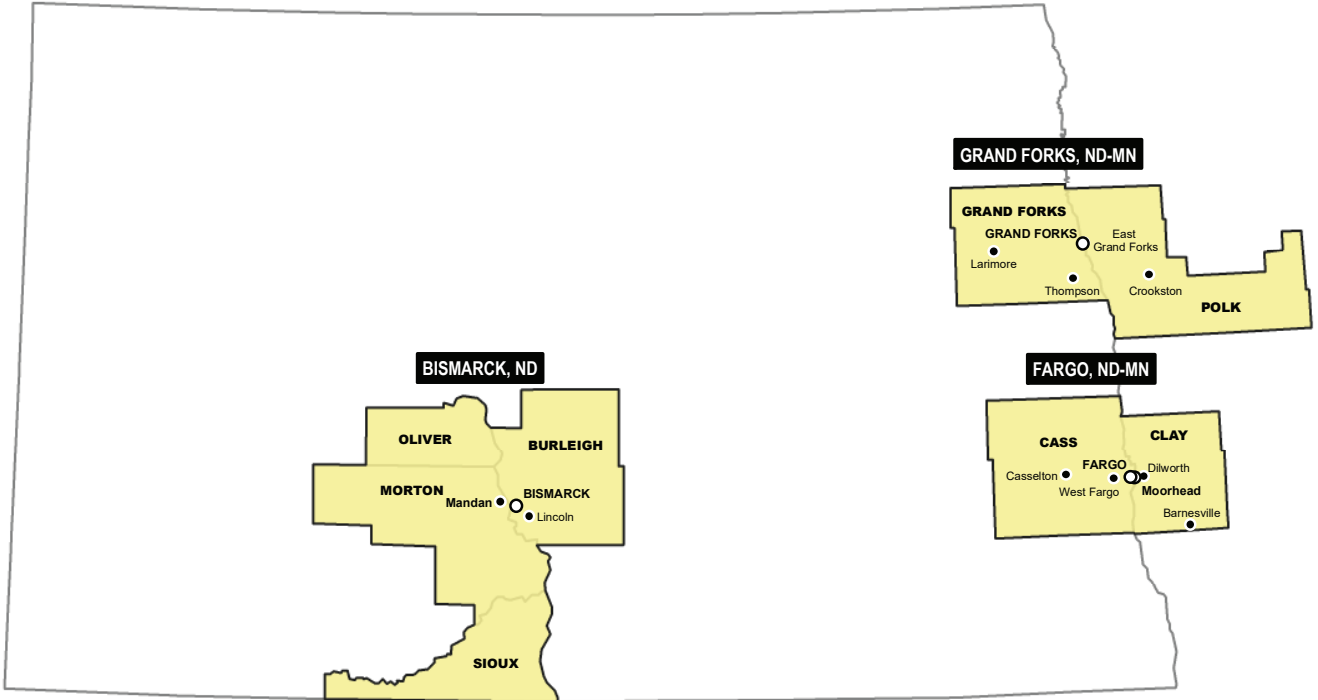 GRAND FORKS, ND-MN
GRAND FORKS
GRAND FORKS
East
Grand Forks
Larimore
Thompson
Crookston
POLK
BISMARCK, ND
FARGO, ND-MN
OLIVER
BURLEIGH
MORTON
Mandan
BISMARCK
Lincoln
SIOUX
CASS
CLAY
FARGO
Dilworth
Casselton
West Fargo
Moorhead
Barnesville